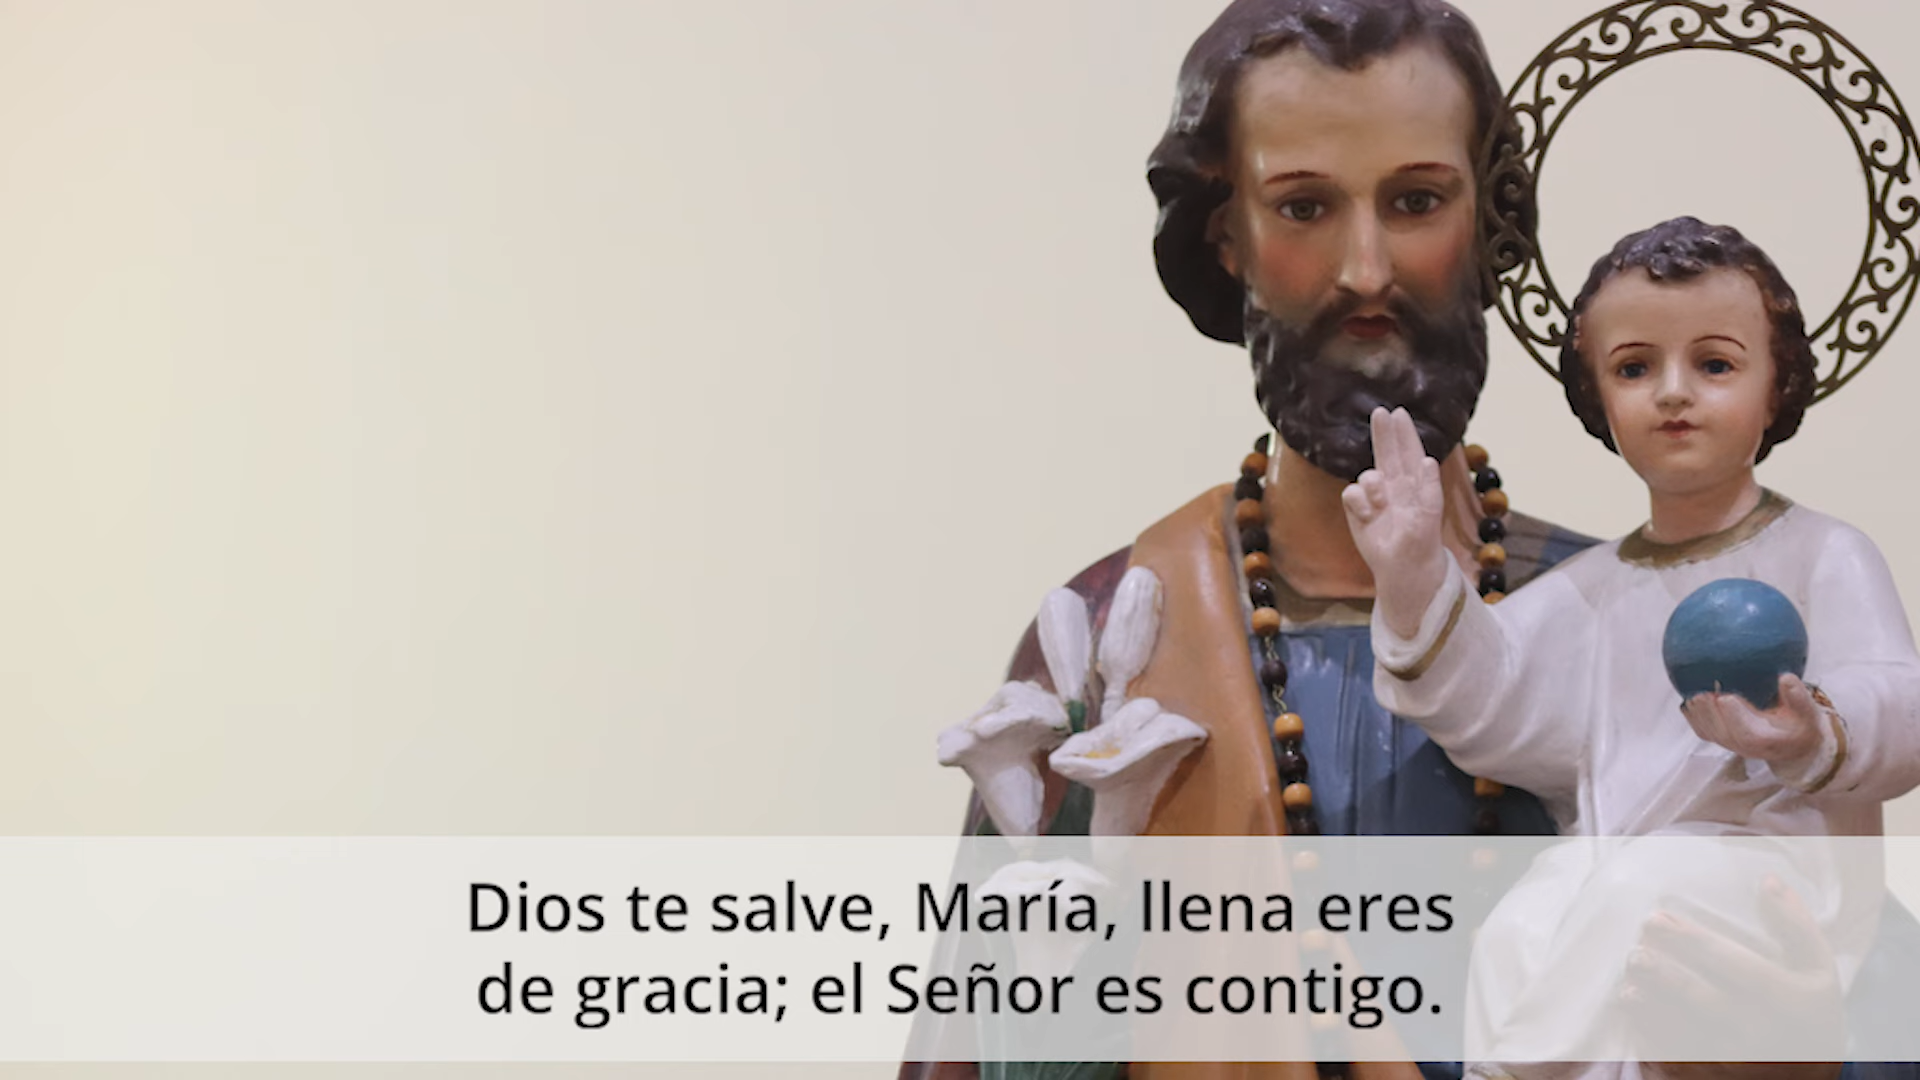 Dios te salve, María, llena eres
de gracia; el Señor es contigo.